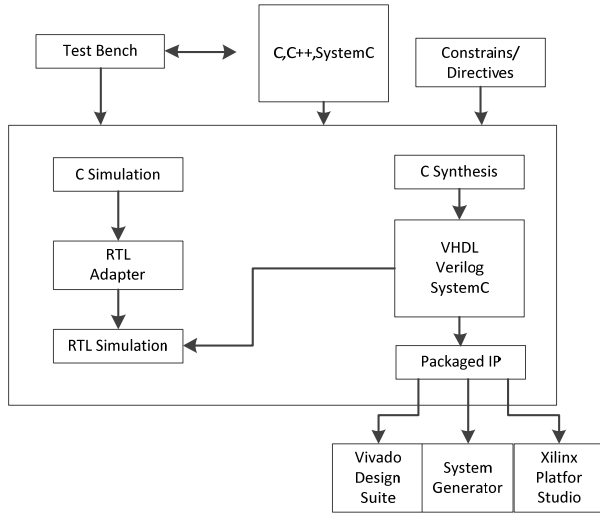 Test Bench
C,C++,SystemC
Constrains/
Directives
C Simulation
C Synthesis
RTL
Adapter
VHDL
Verilog
SystemC
RTL Simulation
Packaged IP
Vivado
Design
Suite
System
Generator
Xilinx
Platfor
Studio